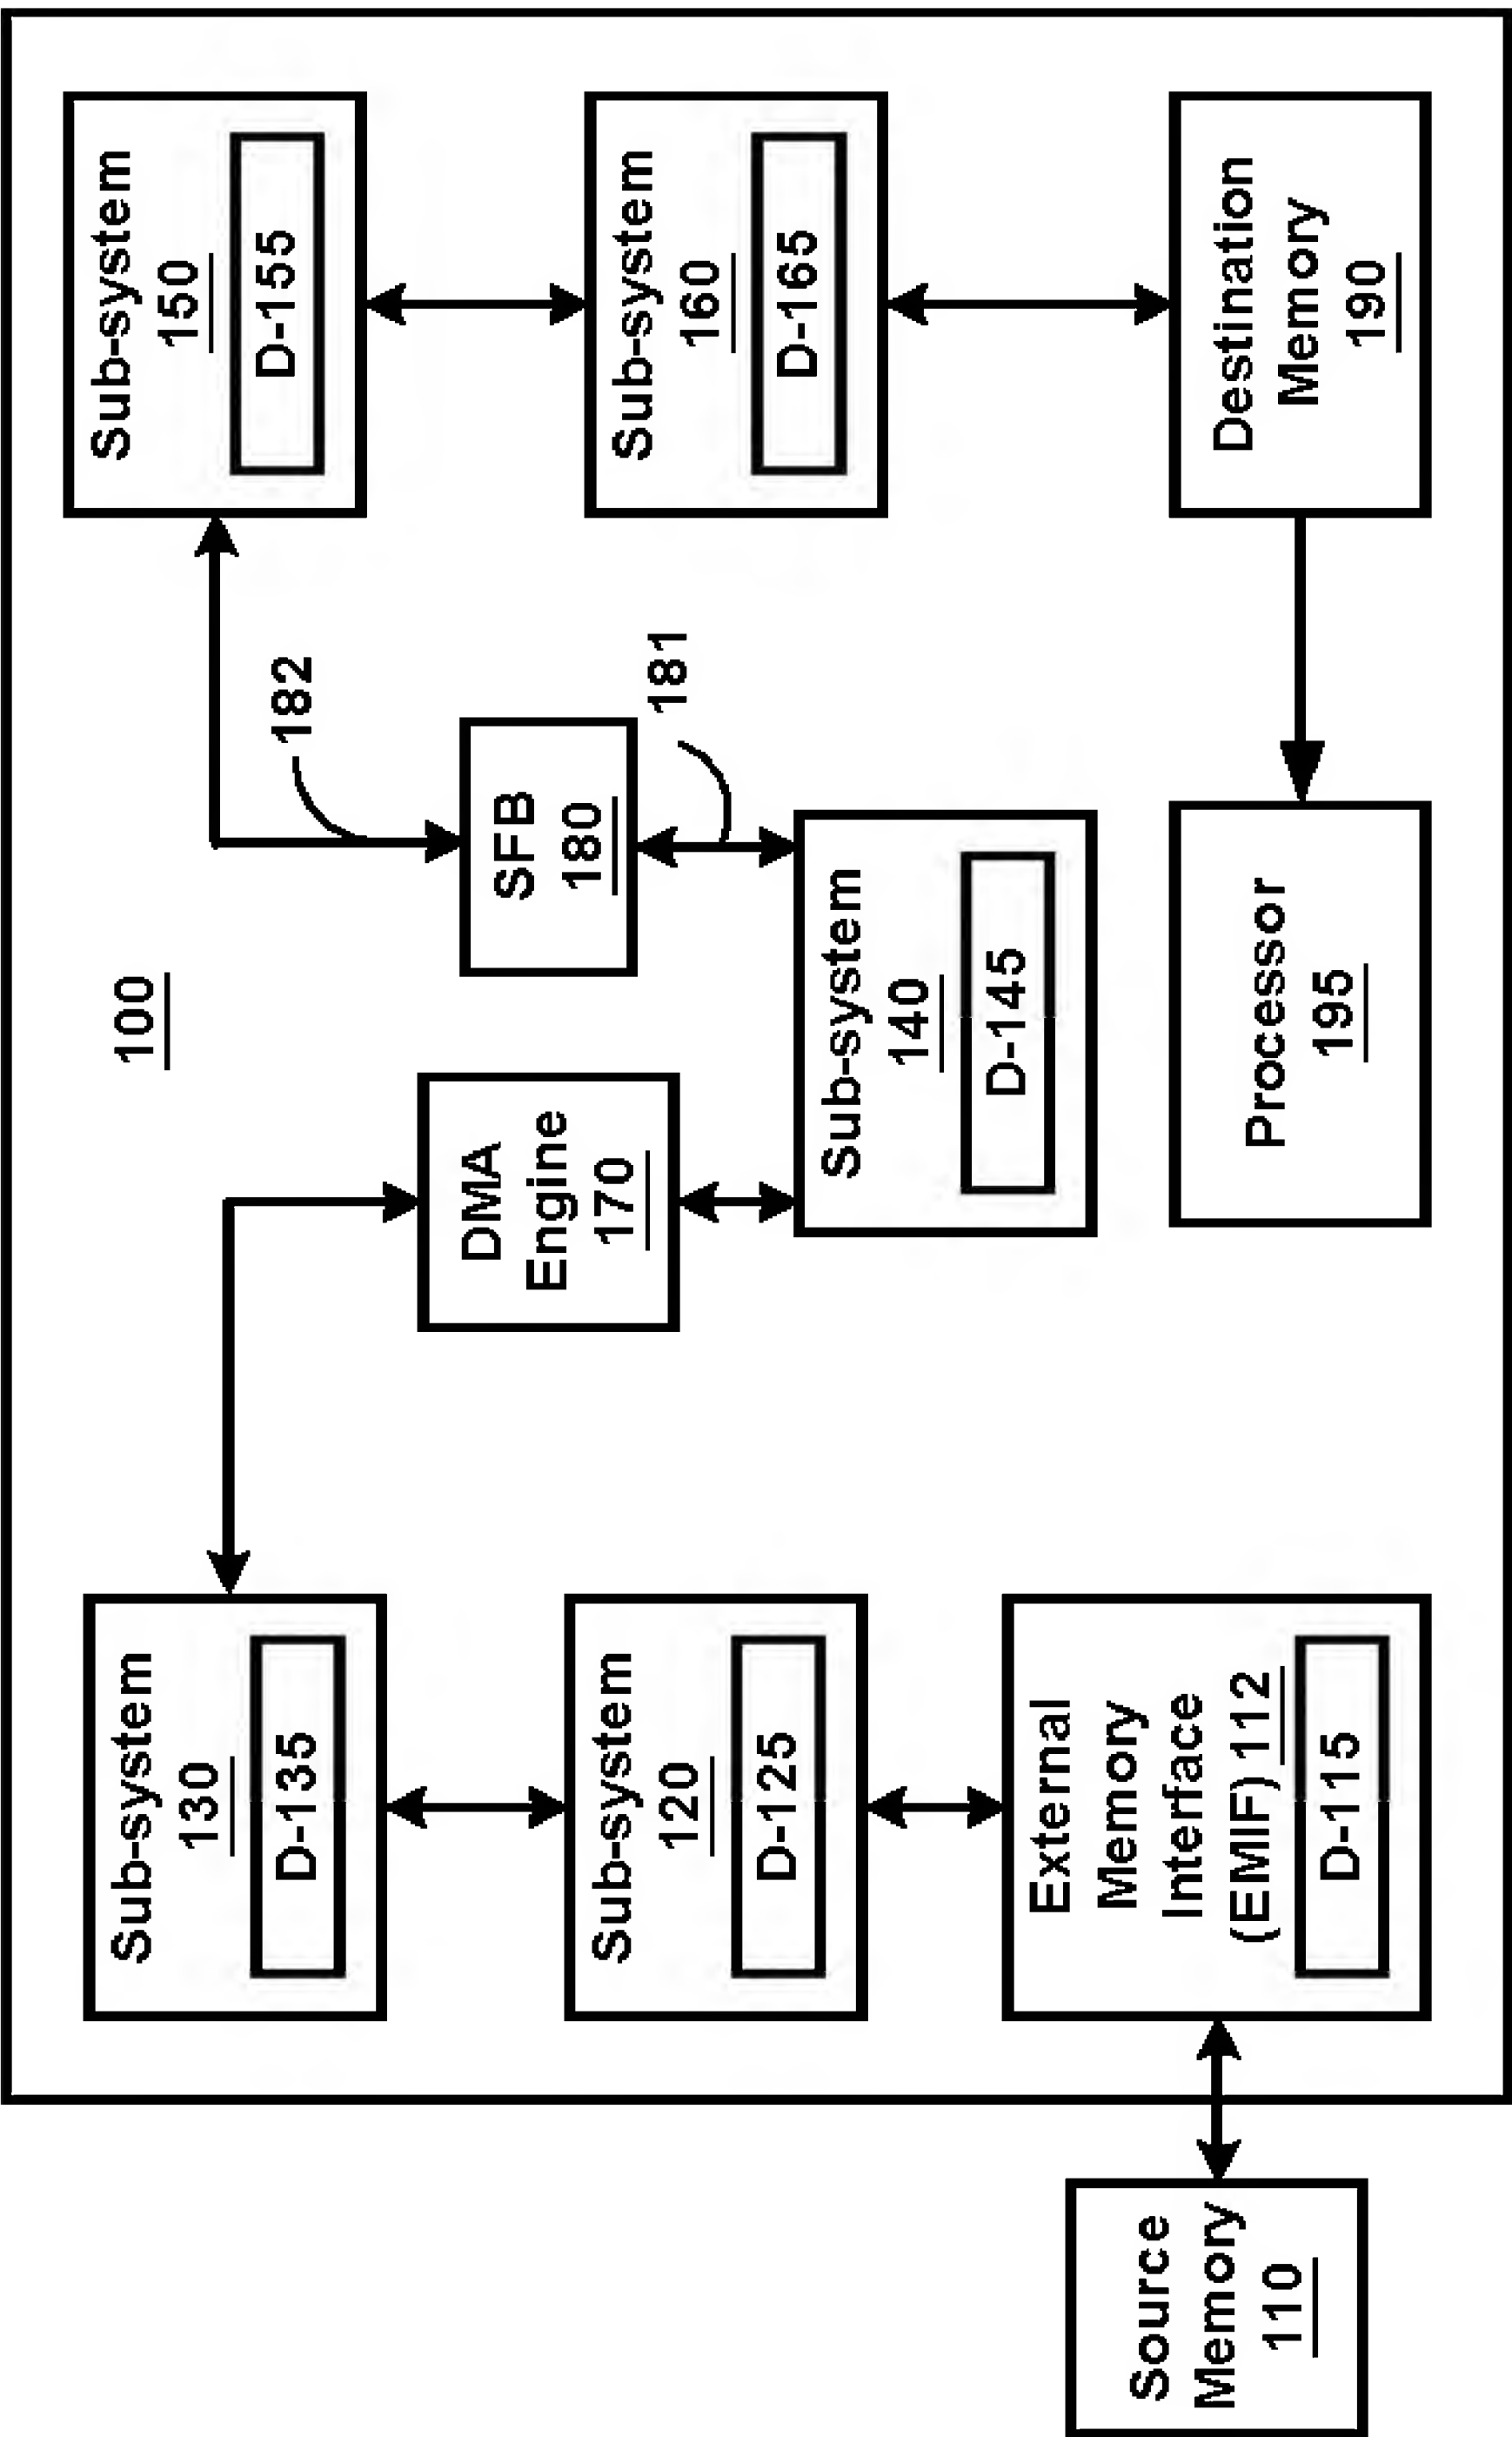 100
Sub-system
130
D-135
Sub-system
120
D-125
External
Memory
Interface
(EMIF) 112
D-115
Source
Memory
110
DMA
Engine
170
Sub-system
140
D-145
SFB
180
181
182
Sub-system
150
D-155
Sub-system
160
D-165
Destination
Memory
190
Processor
195